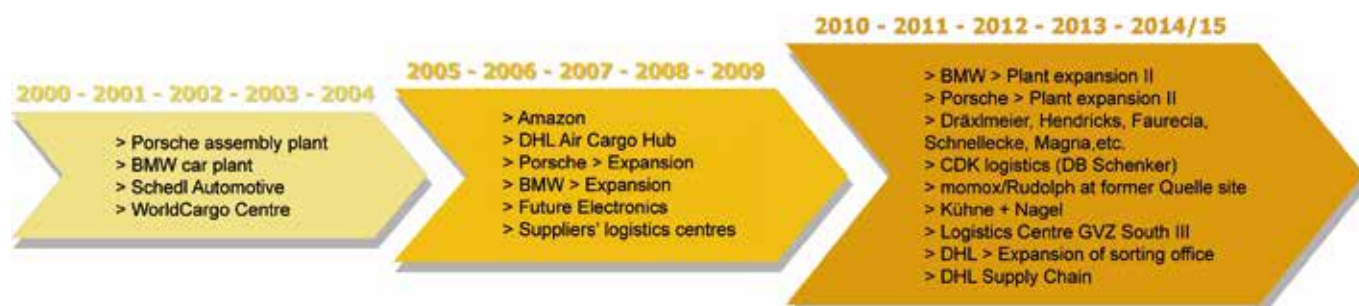 2000 - 2001 - 2002 - 2003 - 2004
> Porsche assembly plant
> BMW car plant
> Schedl Automotive
> WorldCargo Centre
2005 - 2006 - 2007 - 2008 - 2009
> Amazon
> DHL Air Cargo Hub
> Porsche > Expansion
> BMW > Expansion
> Future Electronics
> Suppliers' logistics centres
2010 - 2011 - 2012 - 2013 - 2014/15
> BMW > Plant expansion II
> Porsche > Plant expansion II
> Dräxlmeier, Hendricks, Faurecia,
Schnellecke, Magna,etc.
> CDK logistics (DB Schenker)
> momox/Rudolph at former Quelle site
> Kühne + Nagel
> Logistics Centre GVZ South III
> DHL > Expansion of sorting office
> DHL Supply Chain